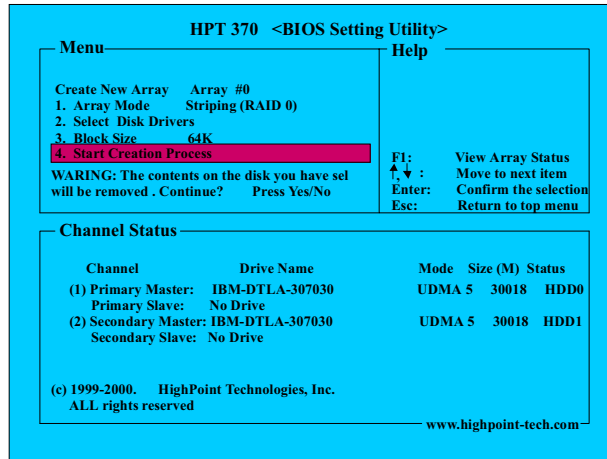 HPT 370 <BIOS Setting Utility>
Menu
Create New Array Array #0
1. Array Mode Striping (RAID 0)
2. Select Disk Drivers
3. Block Size 64K
4. Start Creation Process
WARING: The contents on the disk you have sel
will be removed . Continue? Press Yes/No
Help
F1: View Array Status
↑,↓ : Move to next item
Enter: Confirm the selection
Esc: Return to top menu
Channel Status
Channel Drive Name Mode Size (M) Status
(1) Primary Master: IBM-DTLA-307030 UDMA 5 30018 HDD0
Primary Slave: No Drive
(2) Secondary Master: IBM-DTLA-307030 UDMA 5 30018 HDD1
Secondary Slave: No Drive
(c) 1999-2000. HighPoint Technologies, Inc.
ALL rights reserved
www.highpoint-tech.com